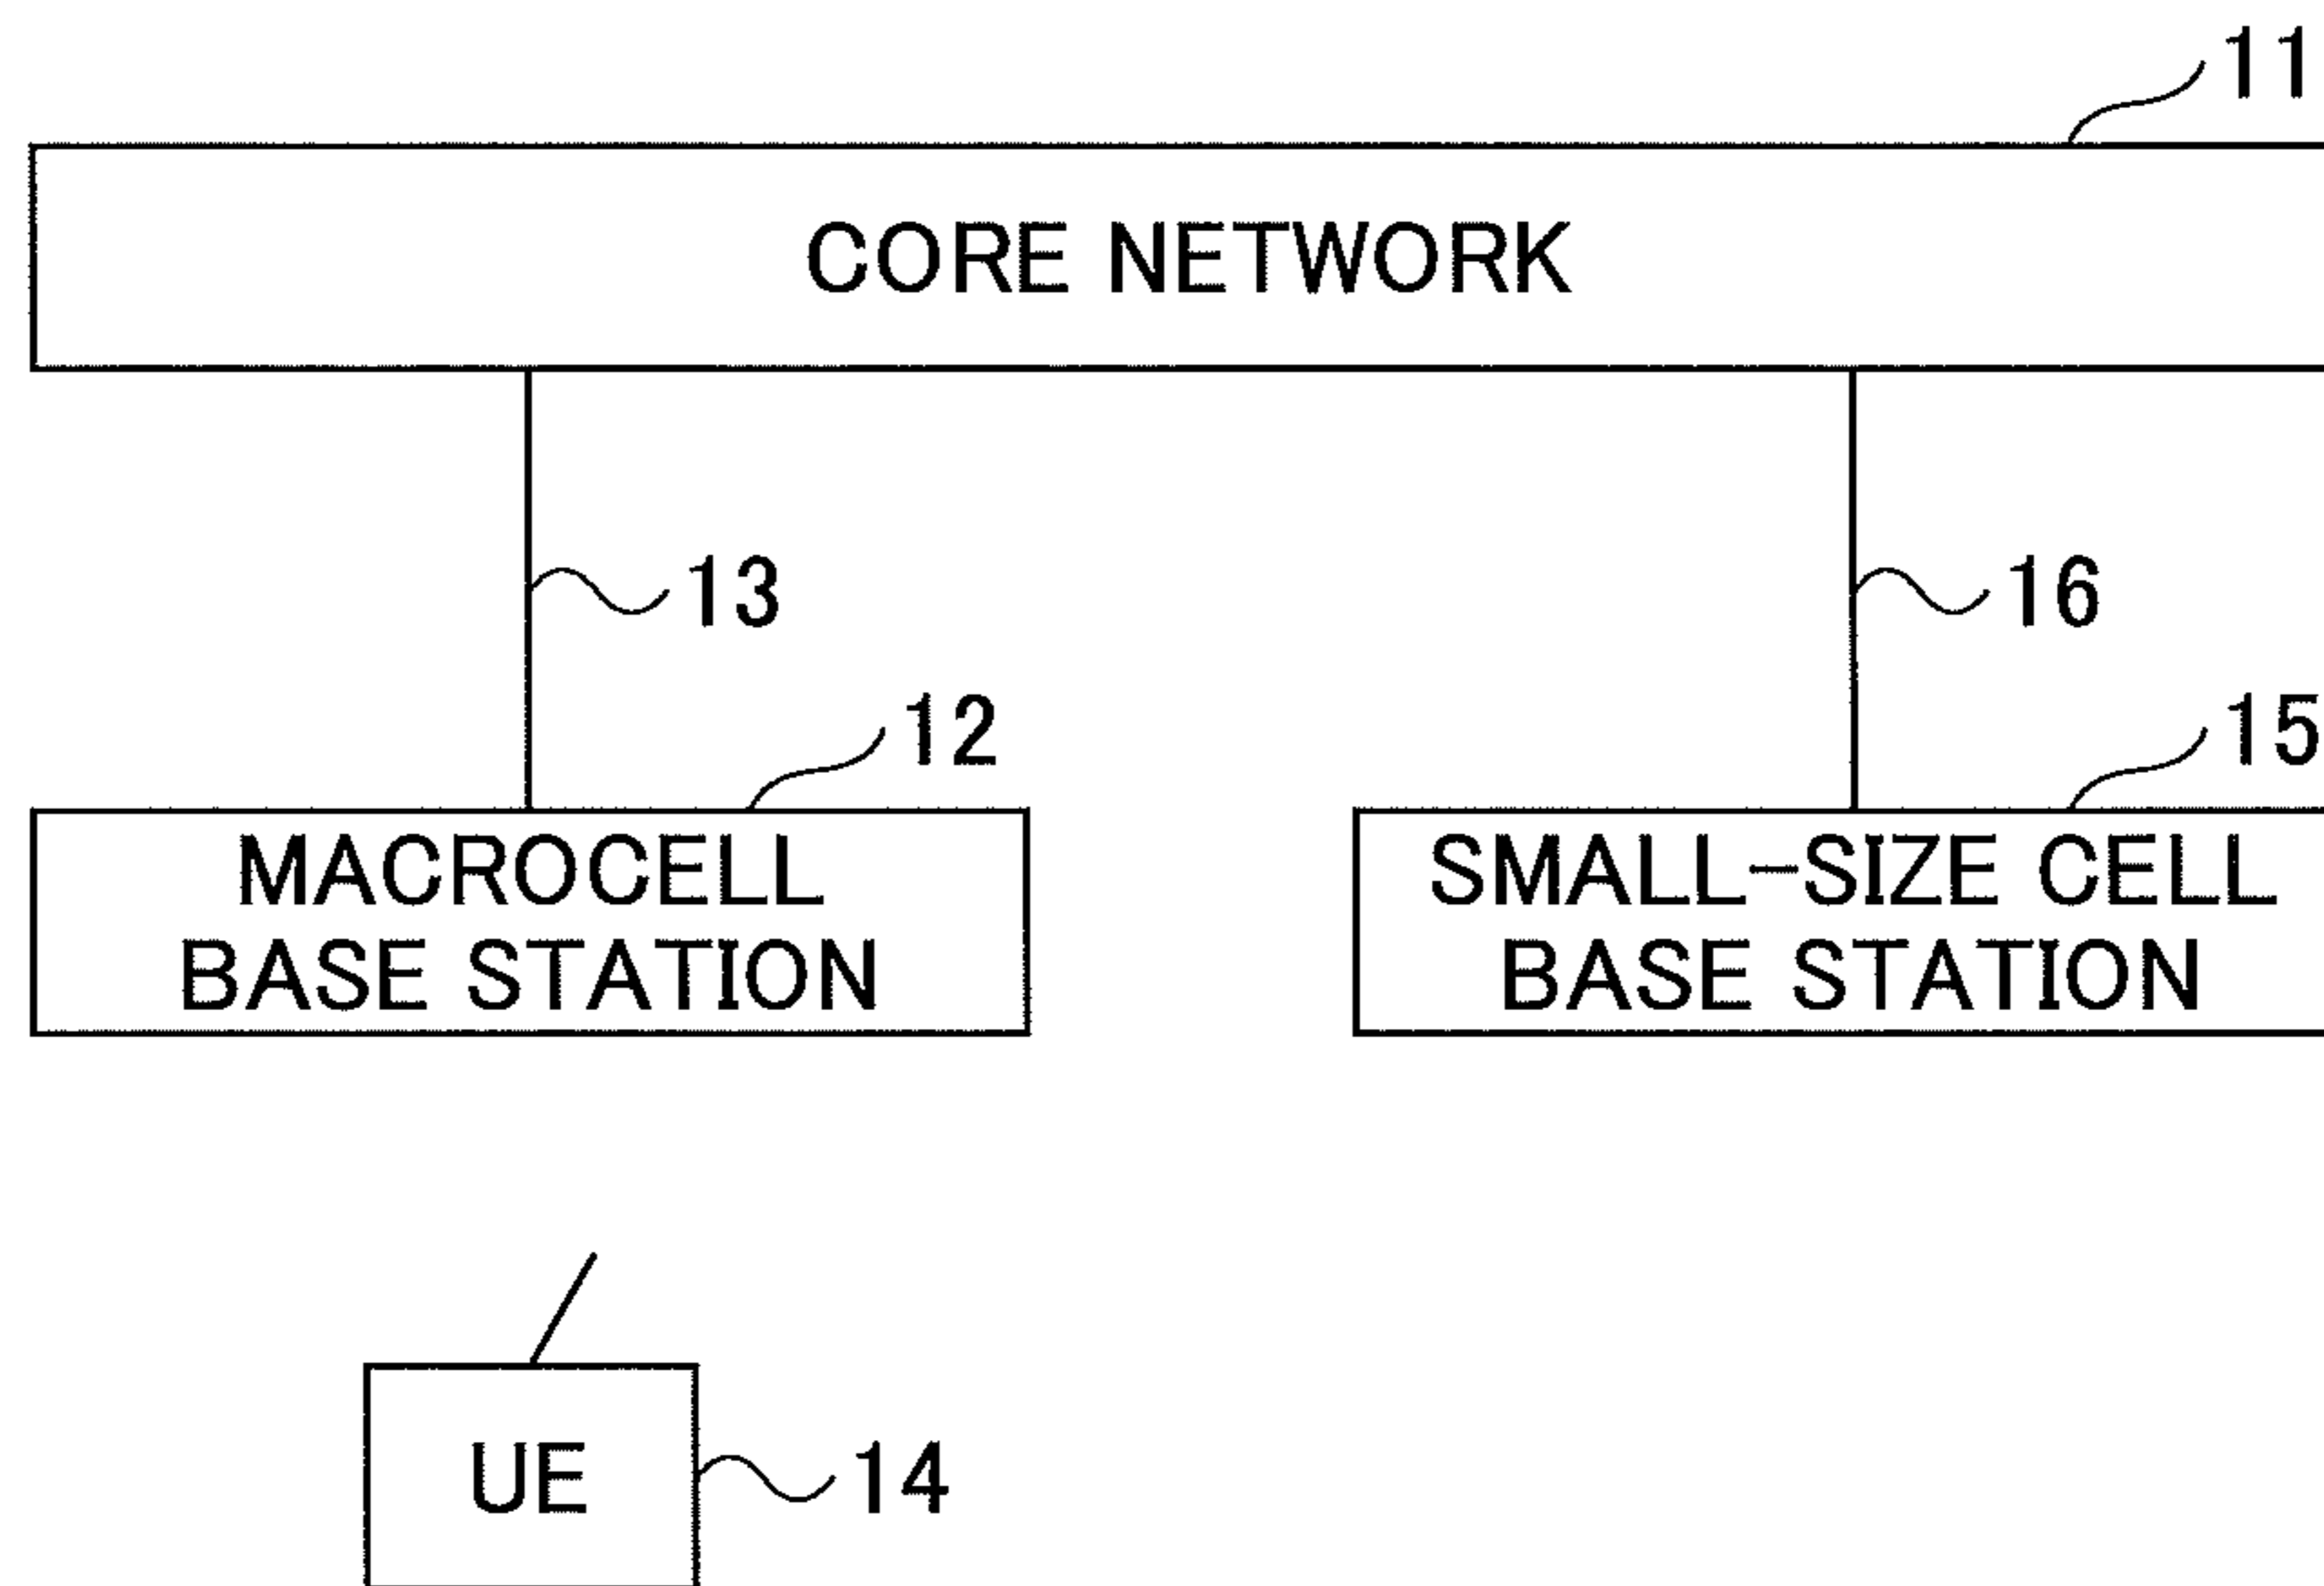 11
CORE NETWORK
13
16
12
15
MACROCELL
BASE STATION
SMALL-SIZE CELL
BASE STATION
UE
14